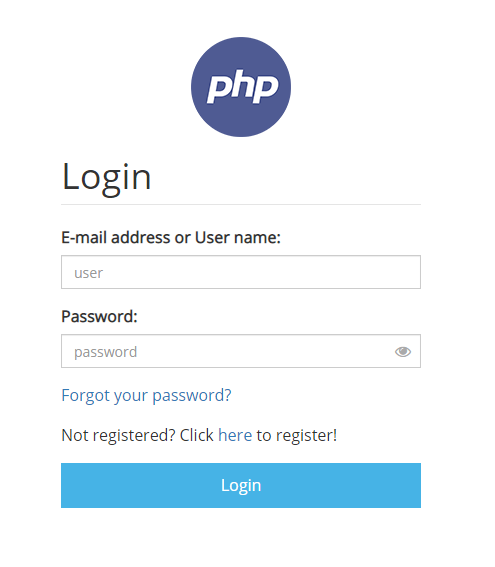 php
Login
E-mail address or User name:
user
Password:
password
Forgot your password?
Not registered? Click here to register!
Login